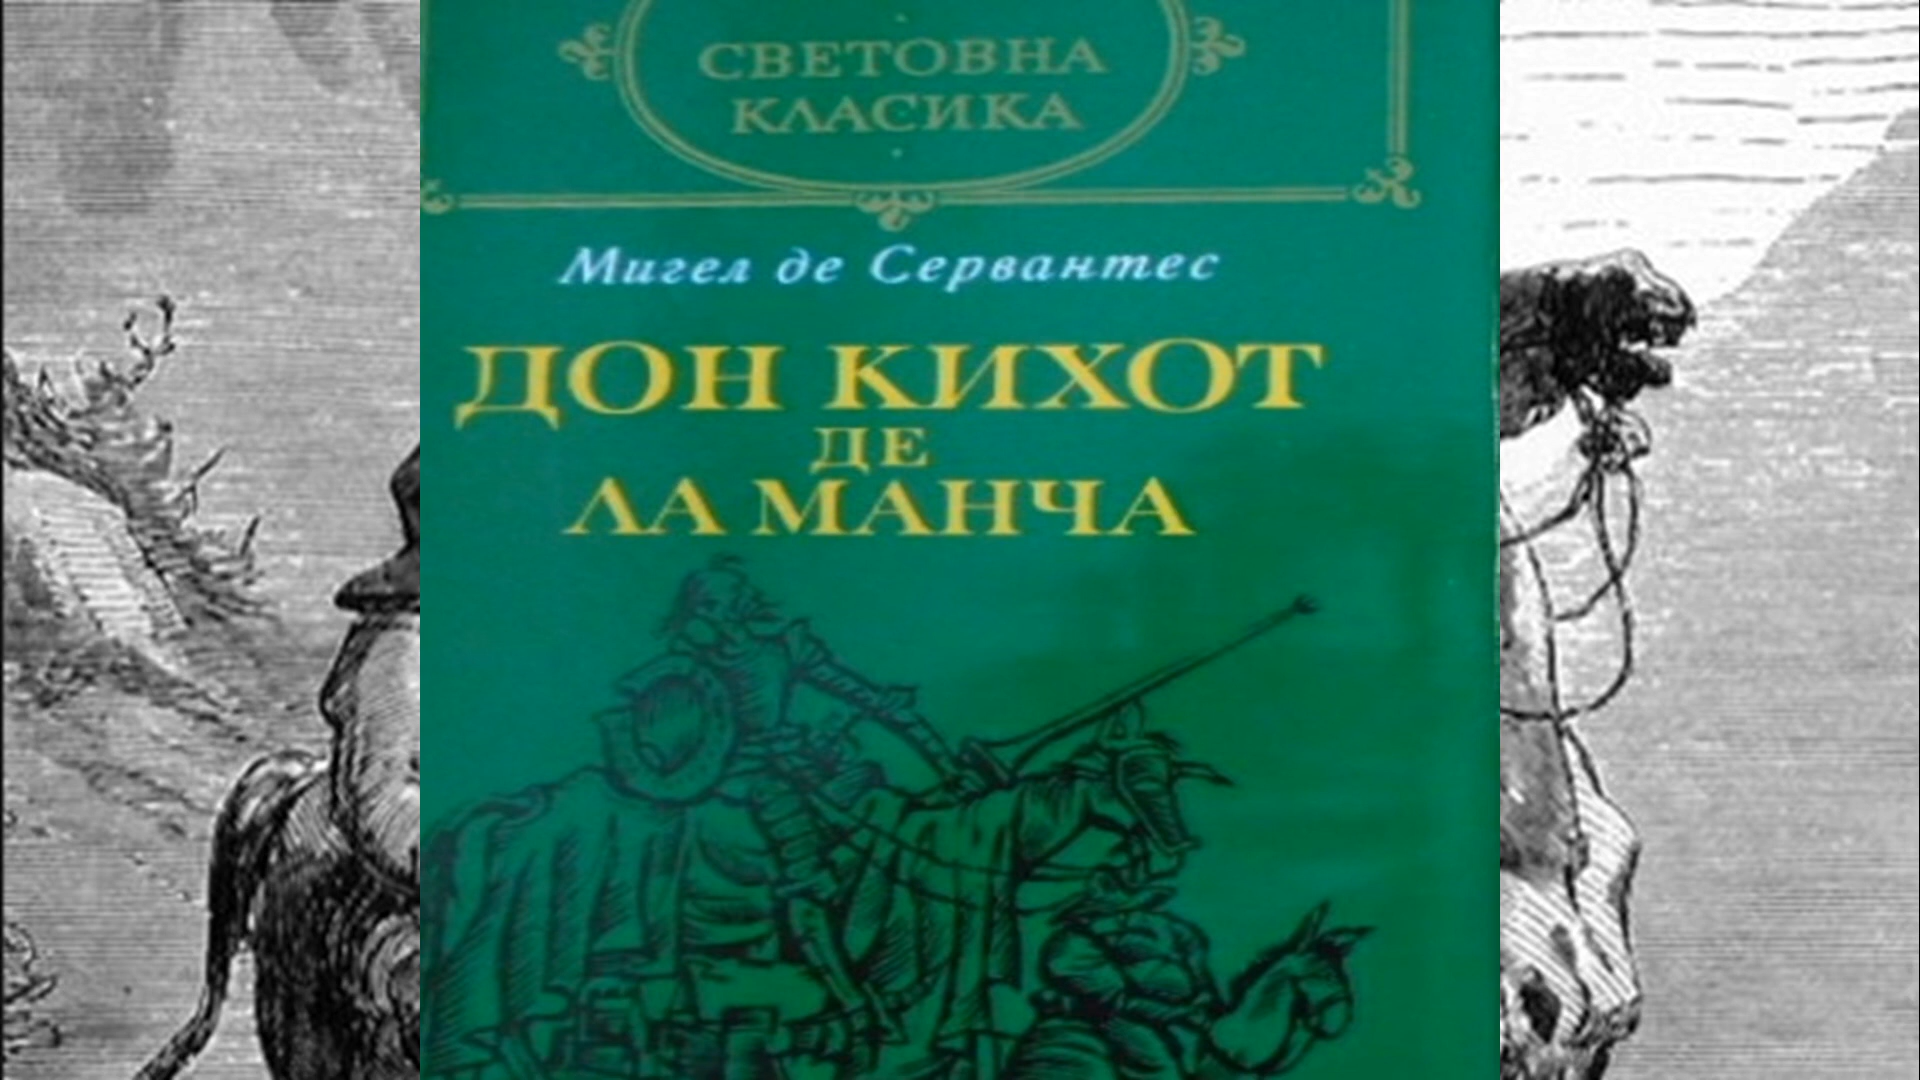 СВЕТОВНА
КЛАСИКА
Мигел де Сервантес
ДОН КИХОТ
ДЕ
ЛА МАНЧА